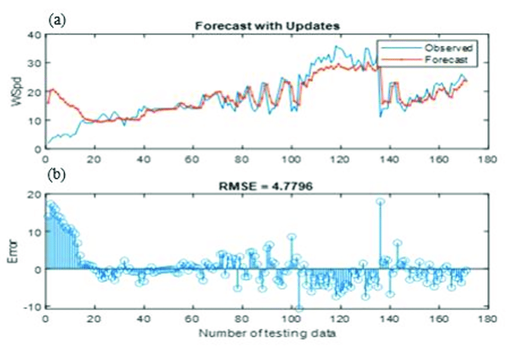 (a)
Forecast with Updates
40
30
20
10
0
WSpd
Observed
Forecast
0 20 40 60 80 100 120 140 160 180
(b)
RMSE = 4.7796
20
10
0
-10
Error
0 20 40 60 80 100 120 140 160 180
Number of testing data